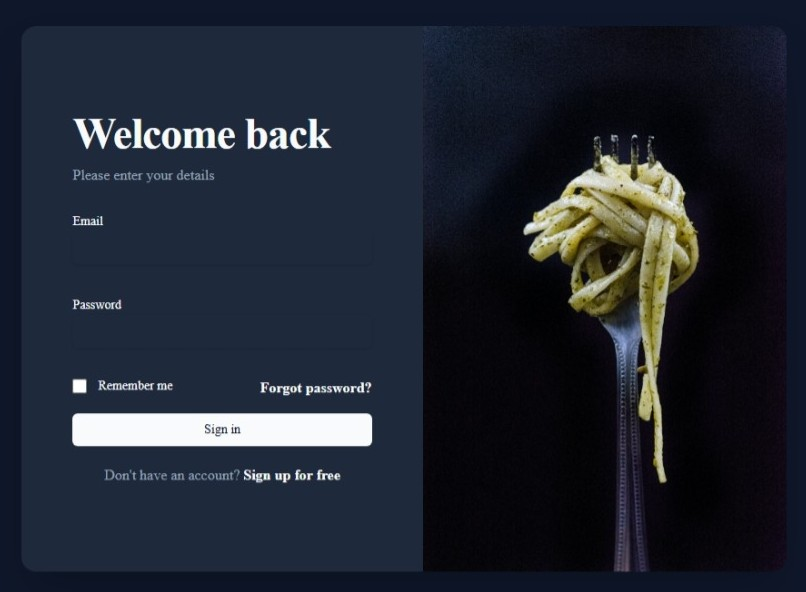 Welcome back
Please enter your details
Email
Password
Remember me
Forgot password?
Sign in
Don't have an account? Sign up for free